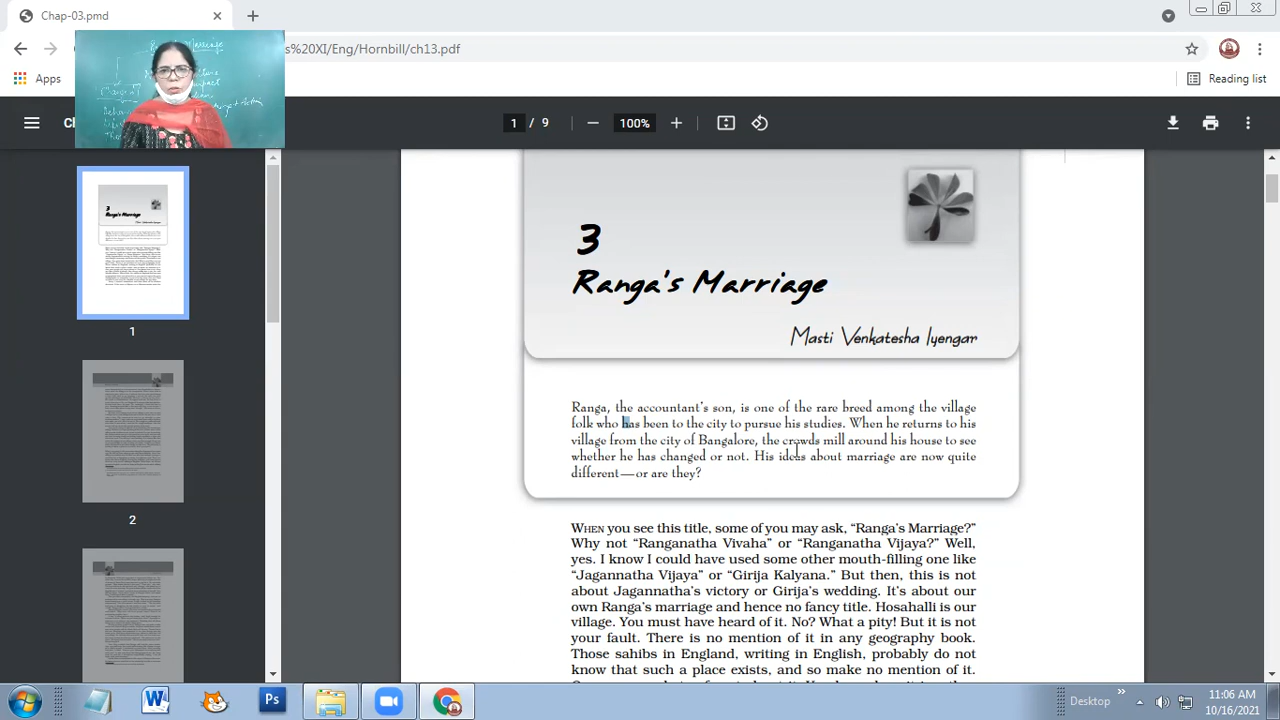 Chap-03.pmd
s%20XI/Eng/Hornbill/ch13.pdf
Apps
Reading list
1 / 9
100%
3
Ranga's Marriage
Masti Venkatesha Iyengar
Ranga, the accountant's son, is one of the rare breed among the village
folk who has been to the city to pursue his studies. When he returns to his
village from the city of Bangalore, the crowds mill around his house to see
whether he has changed or not. His ideas about marriage are now quite
different—or are they?
WHEN you see this title, some of you may ask, “Ranga's Marriage?”
Why not “Ranganatha Vivaha” or “Ranganatha Vijaya?” Well,
yes. I know I could have used some other mouth-filling one like
“Jagannatha Vijaya” or “Girija Kalyana.” But then, this is not
about Jagannatha's victory or Girija's wedding. It's about our
own Ranga's marriage and hence no fancy title. Hosahalli is our
village. You must have heard of it. No? What a pity! But it is not
your fault. There is no mention of it in any geography book.
Those sahibs in England, writing in English, probably do not
know that such a place exists, and so make no mention of it.
3
Ranga's Marriage
1
2
Desktop
11:06 AM
10/16/2021